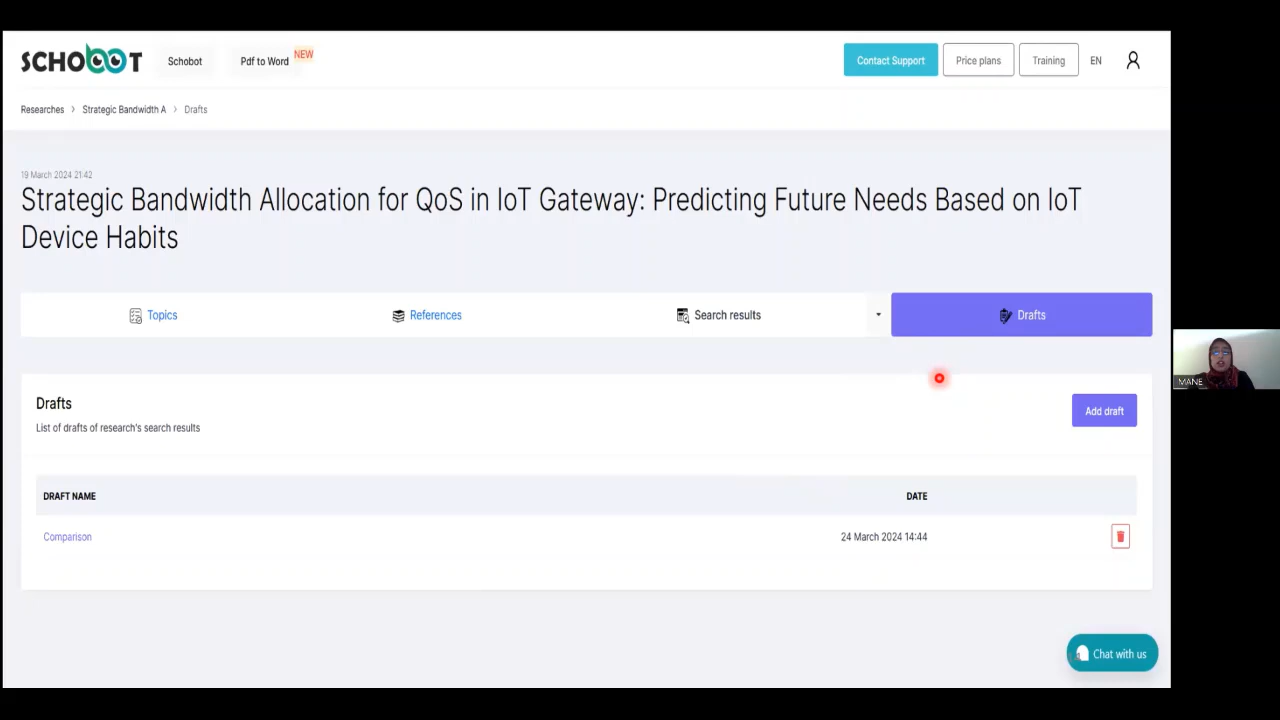 SCHOBOT
Schobot
Pdf to Word
NEW
Contact Support
Price plans
Training
EN
Researches > Strategic Bandwidth A > Drafts
19 March 2024 21:42
Strategic Bandwidth Allocation for QoS in IoT Gateway: Predicting Future Needs Based on IoT
Device Habits
Topics
References
Search results
Drafts
Drafts
Add draft
List of drafts of research's search results
DRAFT NAME
DATE
Comparison
24 March 2024 14:44
Chat with us
MANE